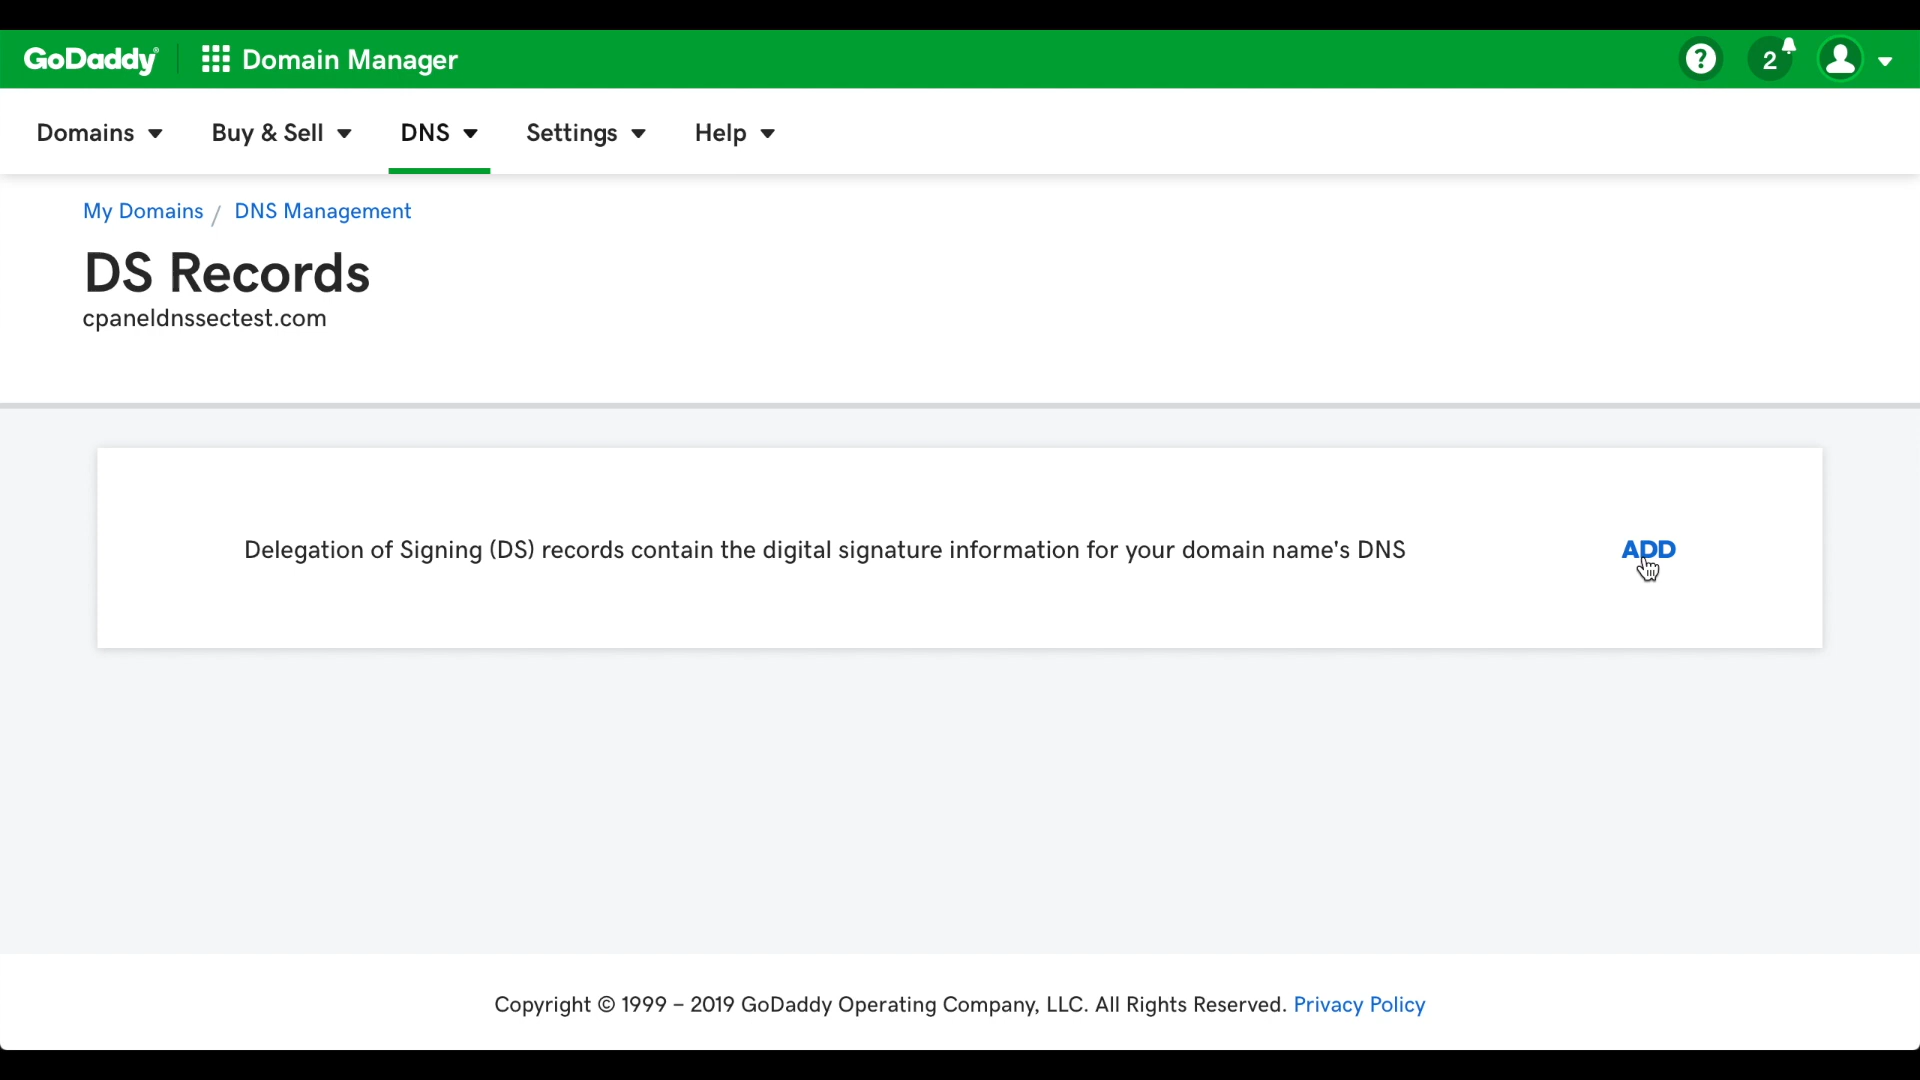 GoDaddy Domain Manager ? 2
Domains Buy & Sell DNS Settings Help
My Domains / DNS Management
DS Records
cpaneldnssectest.com
Delegation of Signing (DS) records contain the digital signature information for your domain name's DNS ADD
Copyright © 1999 – 2019 GoDaddy Operating Company, LLC. All Rights Reserved. Privacy Policy